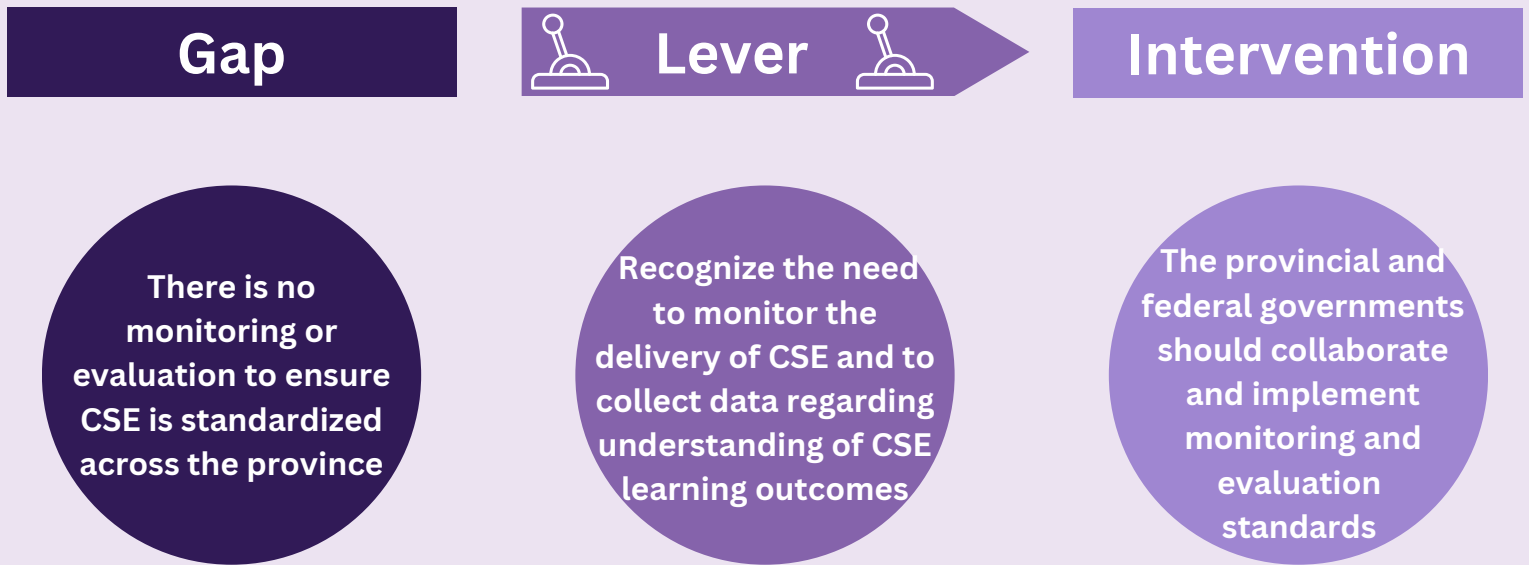 Gap
Lever
Intervention
There is no
monitoring or
evaluation to ensure
CSE is standardized
across the province
Recognize the need
to monitor the
delivery of CSE and to
collect data regarding
understanding of CSE
learning outcomes
The provincial and
federal governments
should collaborate
and implement
monitoring and
evaluation
standards